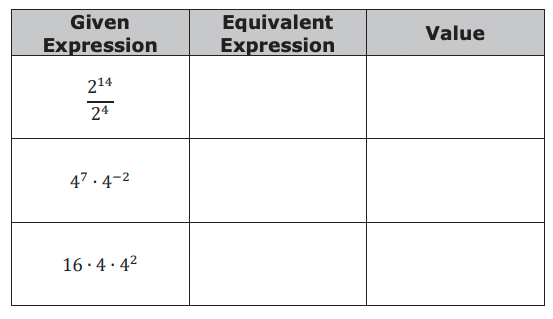 Given Expression
Equivalent Expression
Value
2¹⁴
2⁴
4⁷ · 4⁻²
16 · 4 · 4²